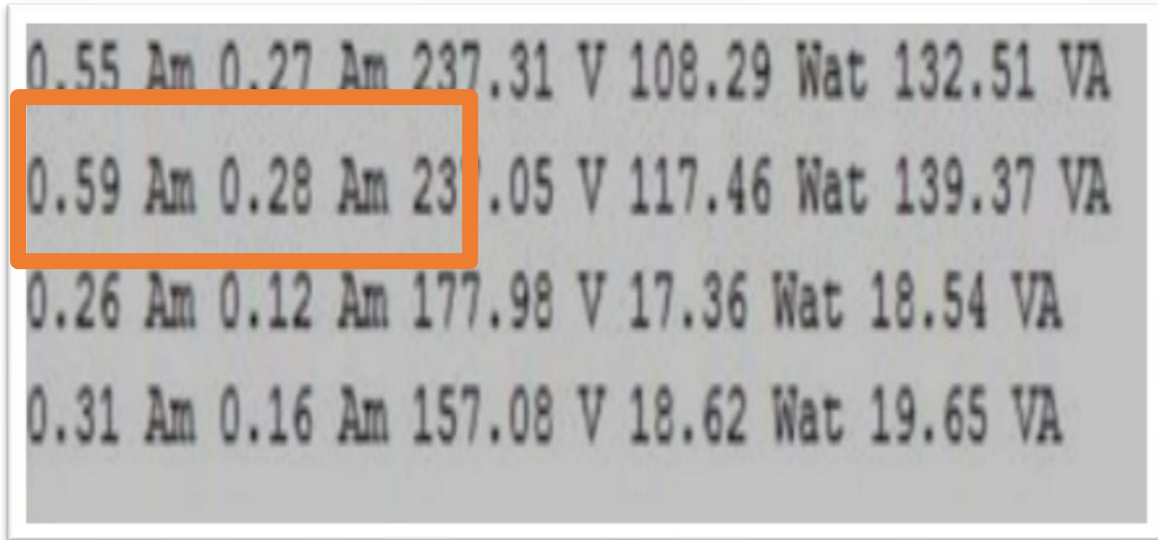 0.55 Am 0.27 Am 237.31 V 108.29 Wat 132.51 VA
0.59 Am 0.28 Am 237.05 V 117.46 Wat 139.37 VA
0.26 Am 0.12 Am 177.98 V 17.36 Wat 18.54 VA
0.31 Am 0.16 Am 157.08 V 18.62 Wat 19.65 VA